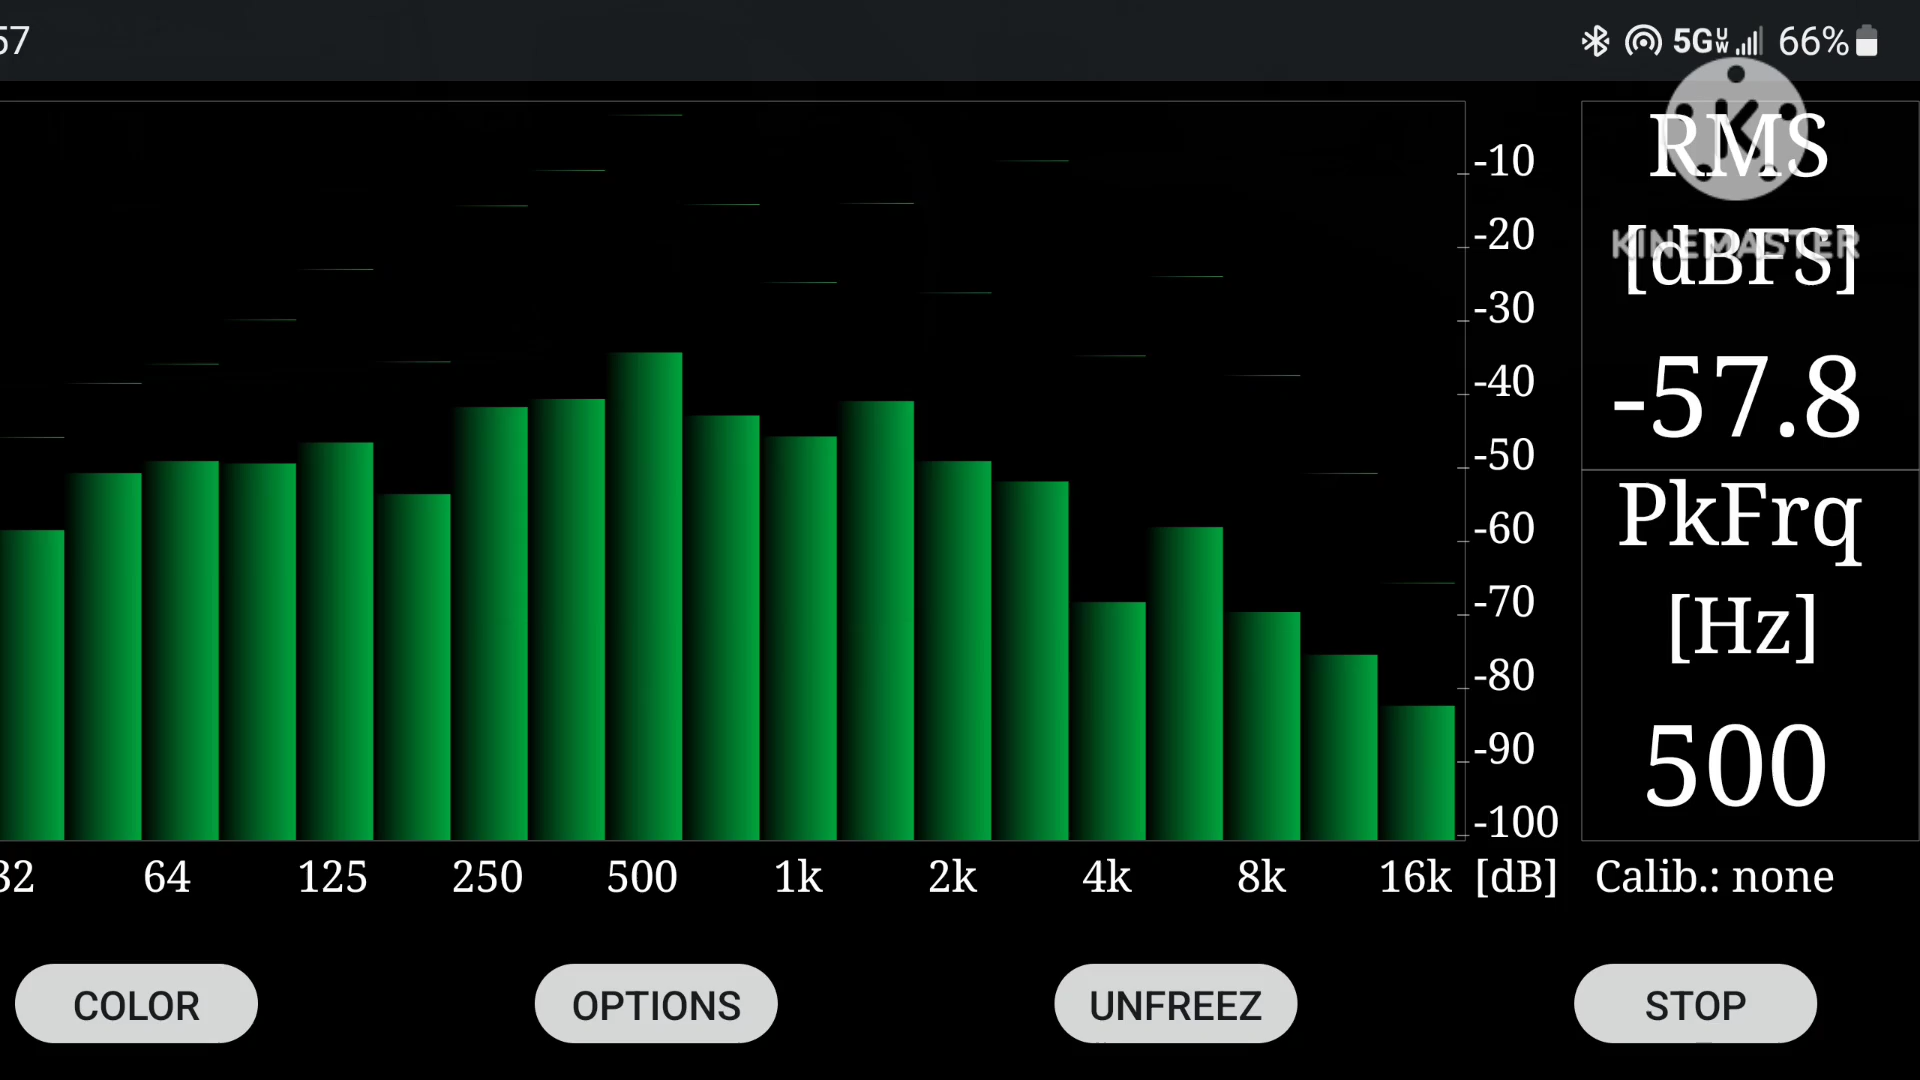 57
5G UW 66%
KINEMASTER
RMS
[dBFS]
-57.8
PkFrq
[Hz]
500
-10
-20
-30
-40
-50
-60
-70
-80
-90
-100
32 64 125 250 500 1k 2k 4k 8k 16k [dB] Calib.: none
COLOR OPTIONS UNFREEZ STOP